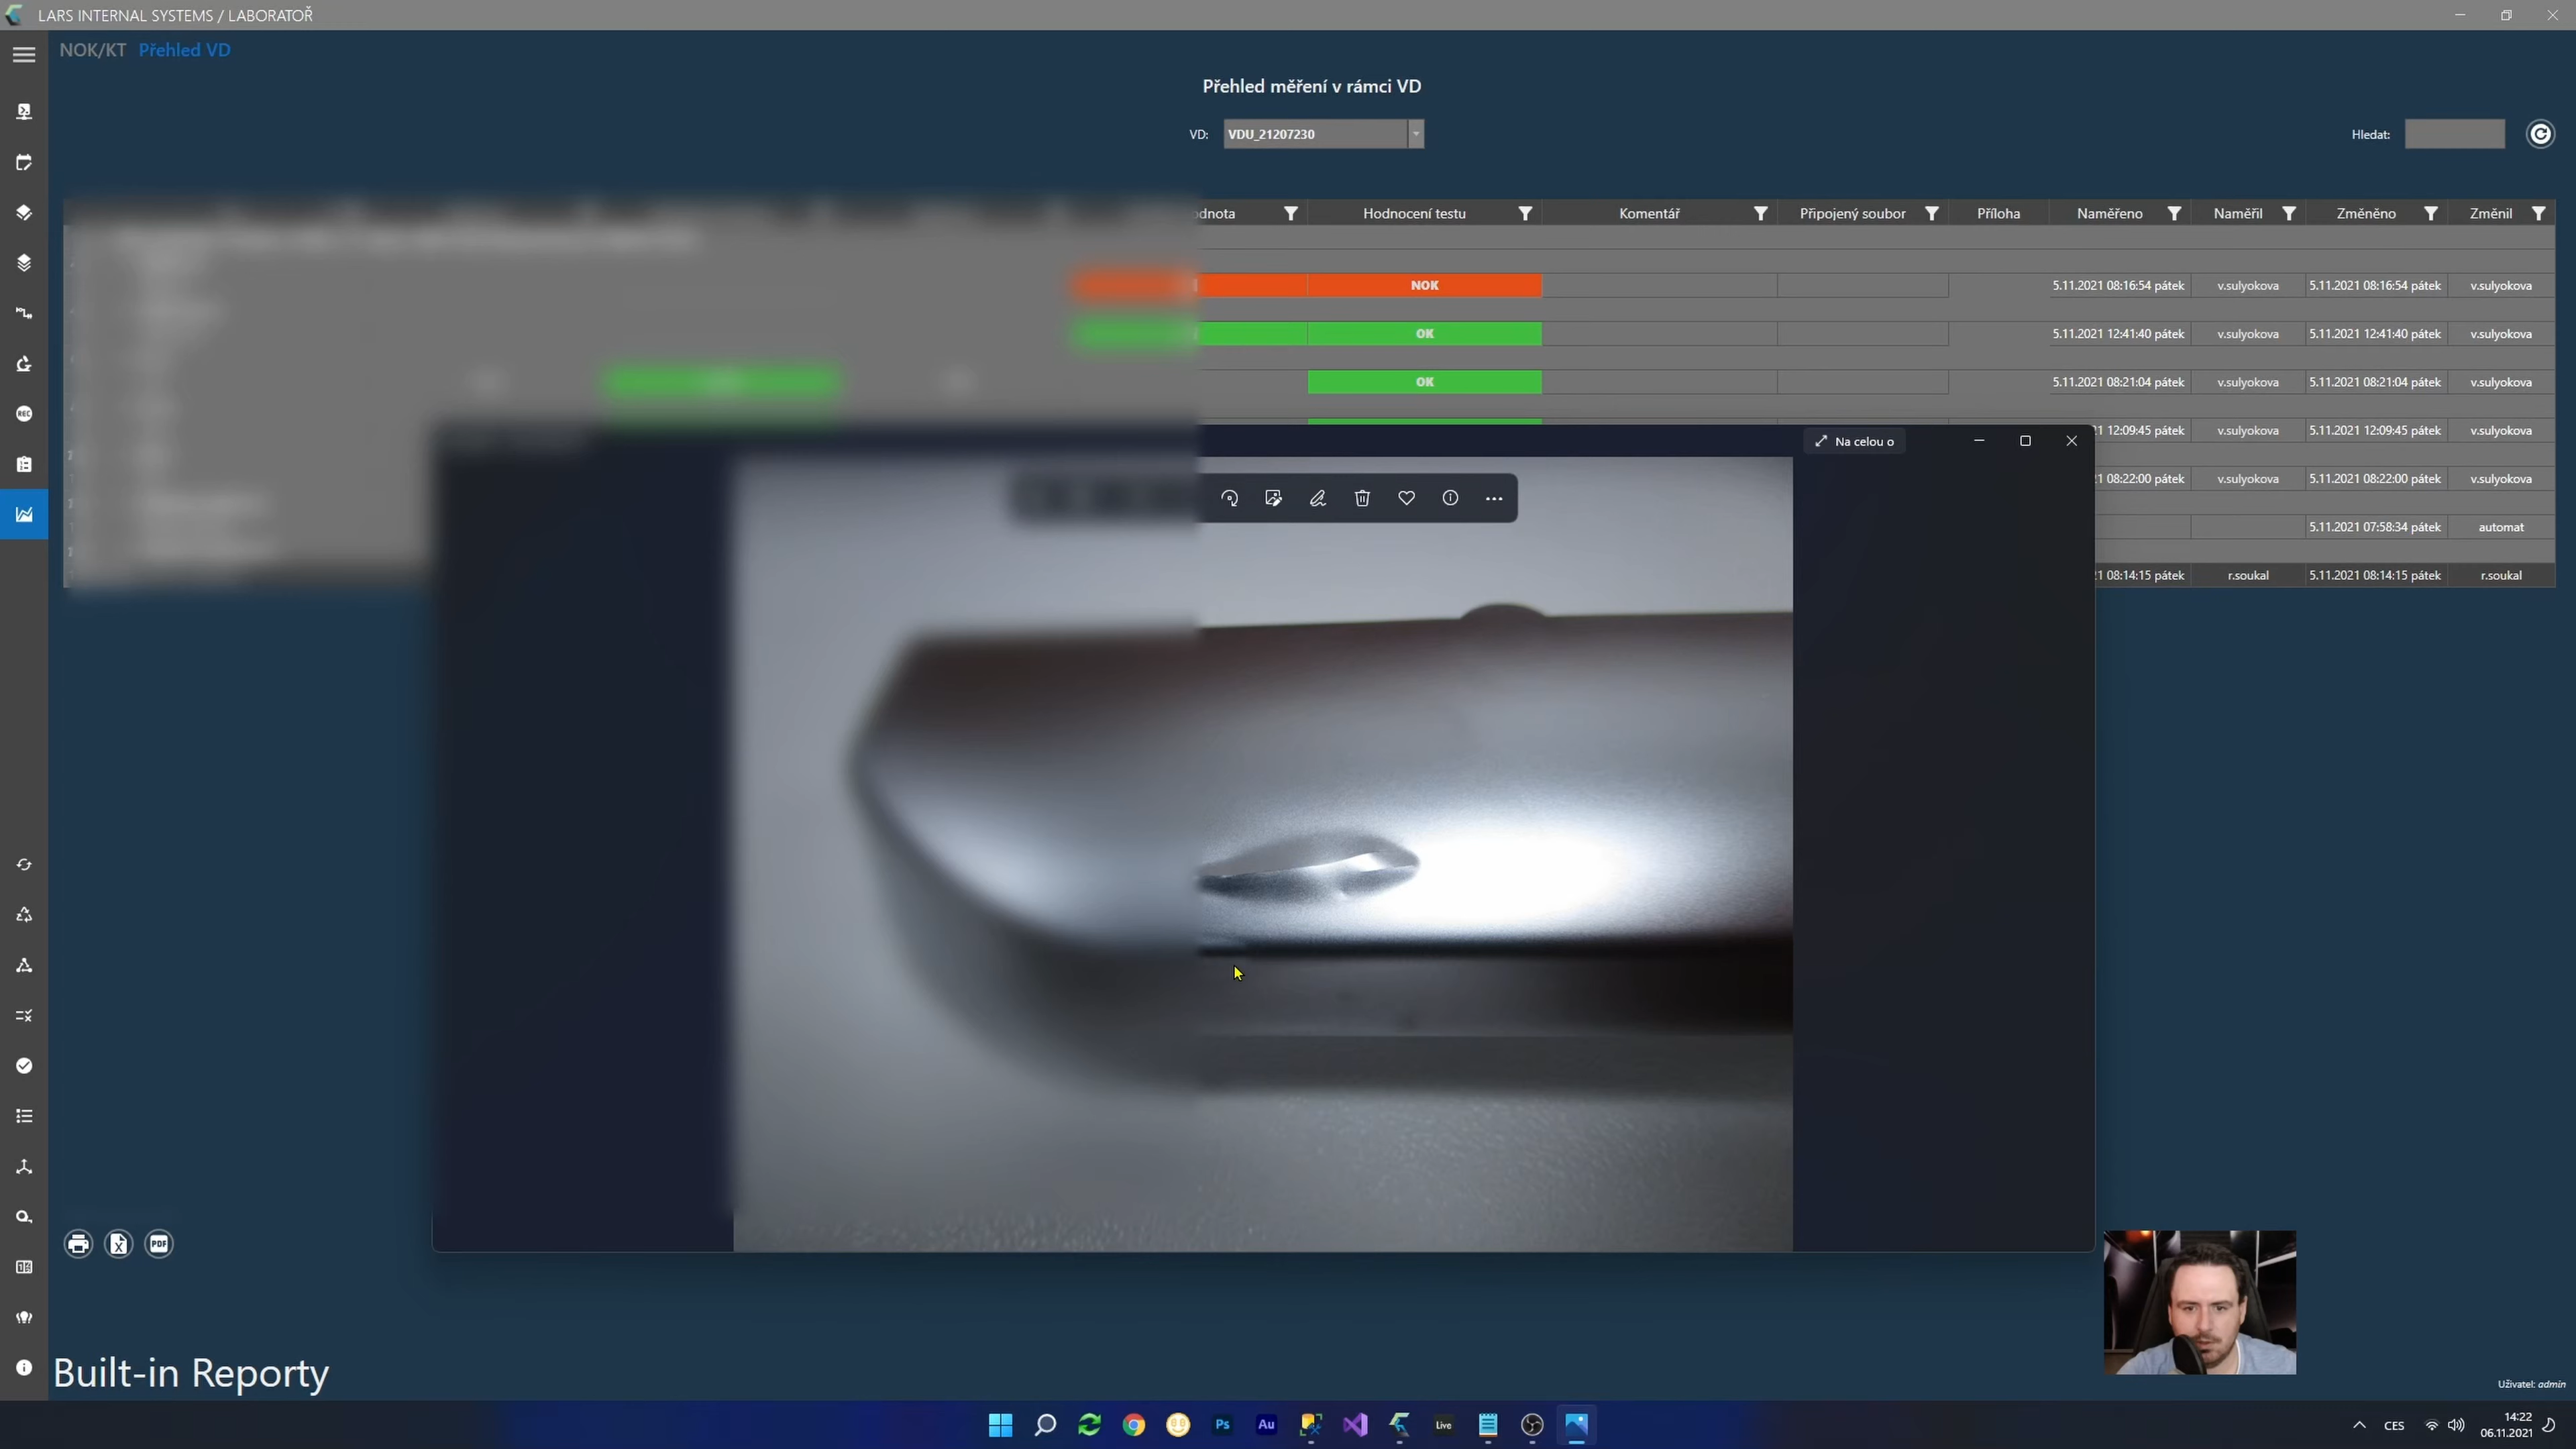 LARS INTERNAL SYSTEMS / LABORATOŘ
NOK/KT Přehled VD
Přehled měření v rámci VD
VD: VDU_21207230
Hledat:
Hodnocení testu Komentář Připojený soubor Příloha Naměřeno Naměřil Změněno Změnil
NOK 5.11.2021 08:16:54 pátek v.sulyokova 5.11.2021 08:16:54 pátek v.sulyokova
OK 5.11.2021 12:41:40 pátek v.sulyokova 5.11.2021 12:41:40 pátek v.sulyokova
OK 5.11.2021 08:21:04 pátek v.sulyokova 5.11.2021 08:21:04 pátek v.sulyokova
12:09:45 pátek v.sulyokova 5.11.2021 12:09:45 pátek v.sulyokova
08:22:00 pátek v.sulyokova 5.11.2021 08:22:00 pátek v.sulyokova
5.11.2021 07:58:34 pátek automat
08:14:15 pátek r.soukal 5.11.2021 08:14:15 pátek r.soukal
Na celou o
REC
PDF
Built-in Reporty
Uživatel: admin
Ps Au Live
CES
14:22
06.11.2021